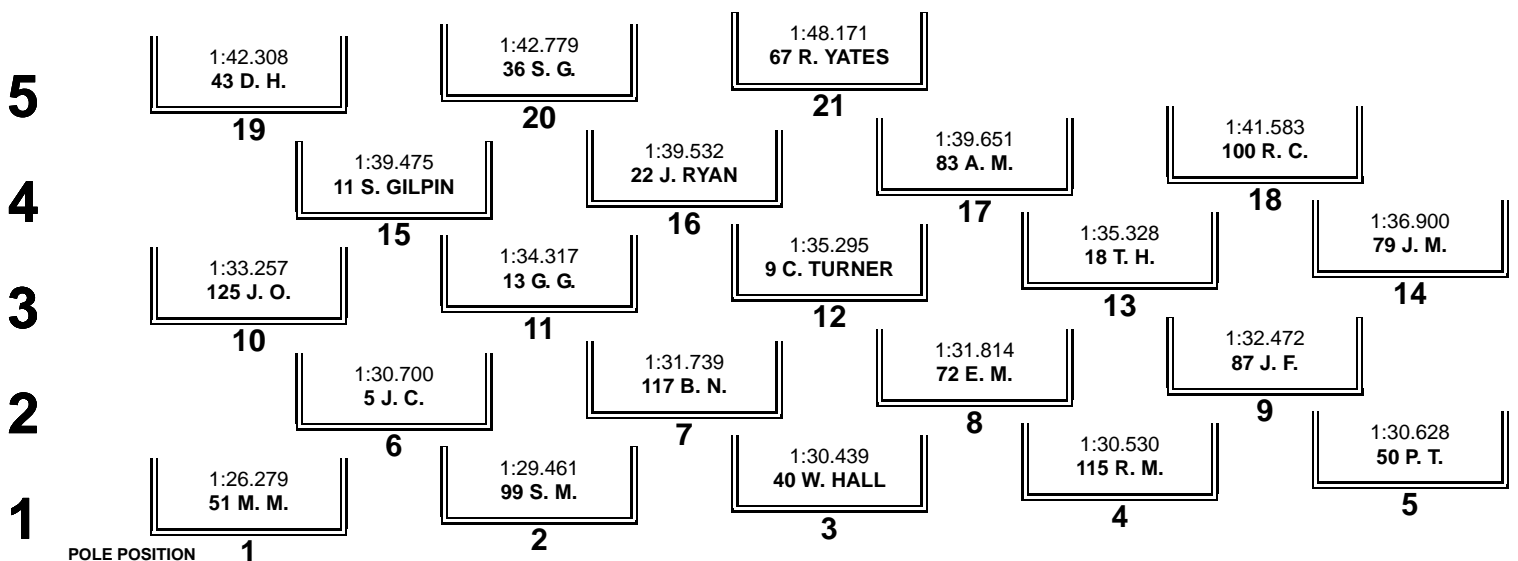 5
1:42.308
43 D. H.
19
1:42.779
36 S. G.
20
1:48.171
67 R. YATES
21
4
1:39.475
11 S. GILPIN
15
1:39.532
22 J. RYAN
16
1:39.651
83 A. M.
17
1:41.583
100 R. C.
18
3
1:33.257
125 J. O.
10
1:34.317
13 G. G.
11
1:35.295
9 C. TURNER
12
1:35.328
18 T. H.
13
1:36.900
79 J. M.
14
2
1:30.700
5 J. C.
6
1:31.739
117 B. N.
7
1:31.814
72 E. M.
8
1:32.472
87 J. F.
9
1
1:26.279
51 M. M.
POLE POSITION 1
1:29.461
99 S. M.
2
1:30.439
40 W. HALL
3
1:30.530
115 R. M.
4
1:30.628
50 P. T.
5